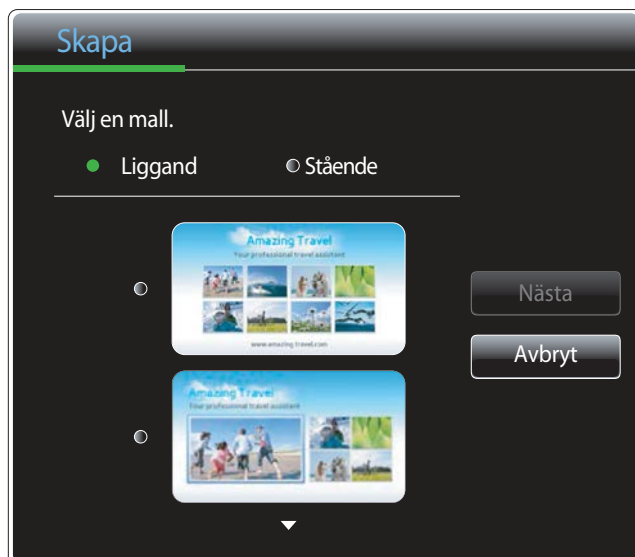 Skapa
Välj en mall.
Liggand
Stående
Amazing Travel
Your professional travel assistant
www.amazing travel.com
Nästa
Avbryt
Amazing Travel
Your professional travel assistant